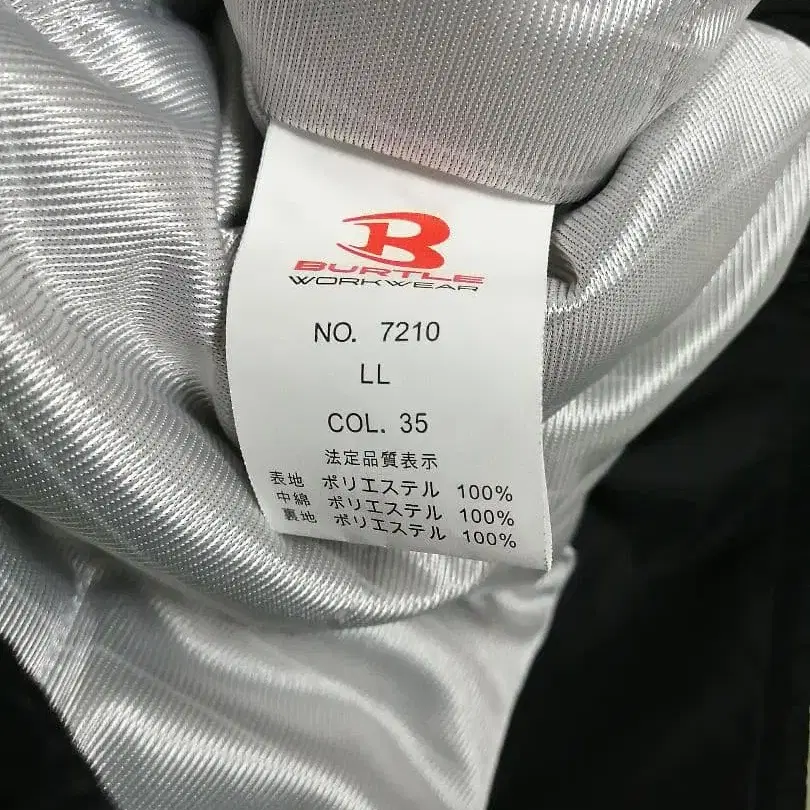 B
BURTLE
WORKWEAR
NO. 7210
LL
COL. 35
法定品質表示
表地 ポリエステル 100%
中綿 ポリエステル 100%
裏地 ポリエステル 100%